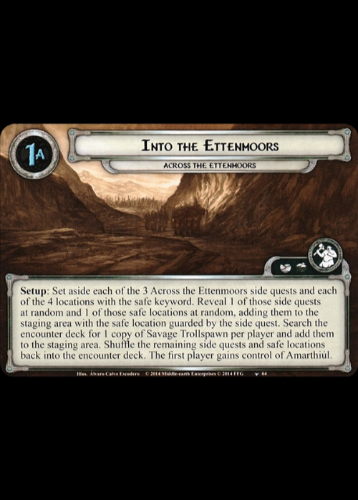 1A
INTO THE ETTENMOORS
ACROSS THE ETTENMOORS
Setup: Set aside each of the 3 Across the Ettenmoors side quests and each
of the 4 locations with the safe keyword. Reveal 1 of those side quests
at random and 1 of those safe locations at random, adding them to the
staging area with the safe location guarded by the side quest. Search the
encounter deck for 1 copy of Savage Trollspawn per player and add them
to the staging area. Shuffle the remaining side quests and safe locations
back into the encounter deck. The first player gains control of Amarthiúl.
Illus. Álvaro Calvo Escudero © 2014 Middle-earth Enterprises © 2014 FFG 64